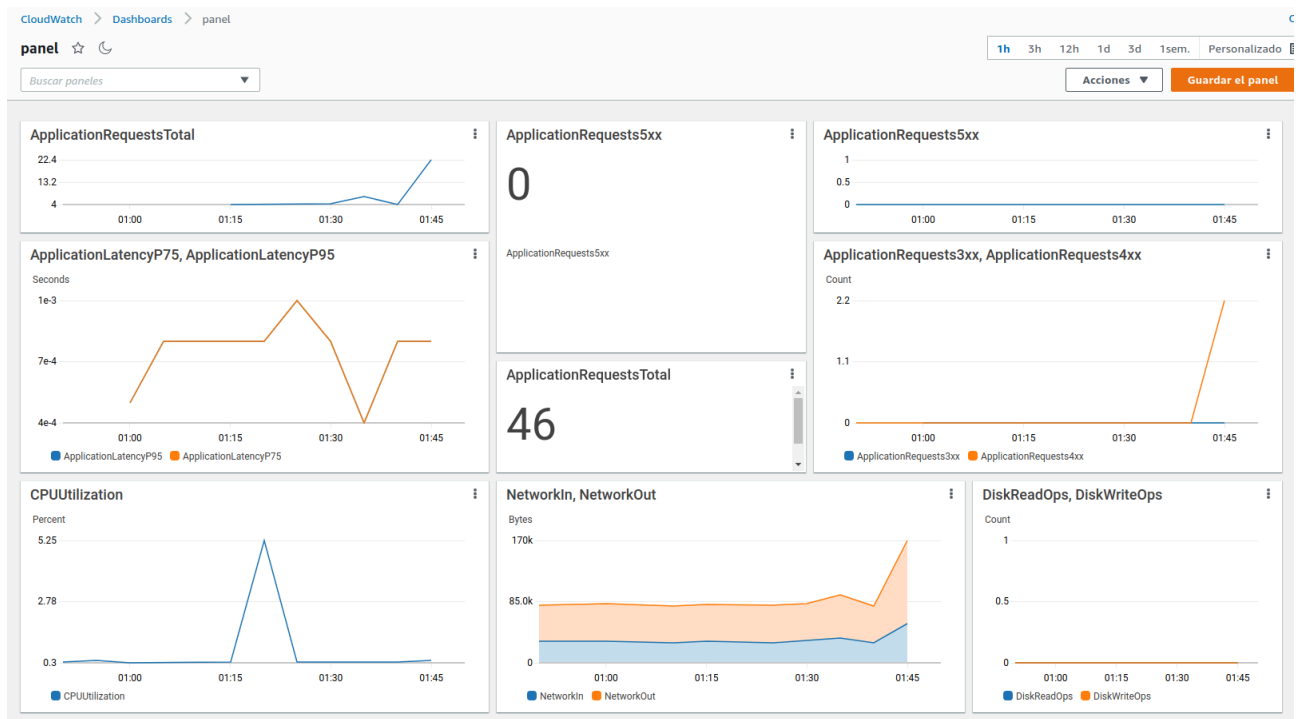 CloudWatch > Dashboards > panel
panel
1h 3h 12h 1d 3d 1sem. Personalizado
Buscar paneles
Acciones
Guardar el panel
ApplicationRequestsTotal
22.4
13.2
4
01:00 01:15 01:30 01:45
ApplicationRequests5xx
0
ApplicationRequests5xx
ApplicationRequests5xx
1
0.5
0
01:00 01:15 01:30 01:45
ApplicationLatencyP75, ApplicationLatencyP95
Seconds
1e-3
7e-4
4e-4
01:00 01:15 01:30 01:45
ApplicationLatencyP95 ApplicationLatencyP75
ApplicationRequestsTotal
46
ApplicationRequests3xx, ApplicationRequests4xx
Count
2.2
1.1
0
01:00 01:15 01:30 01:45
ApplicationRequests3xx ApplicationRequests4xx
CPUUtilization
Percent
5.25
2.78
0.3
01:00 01:15 01:30 01:45
CPUUtilization
NetworkIn, NetworkOut
Bytes
170k
85.0k
0
01:00 01:15 01:30 01:45
NetworkIn NetworkOut
DiskReadOps, DiskWriteOps
Count
1
0.5
0
01:00 01:15 01:30 01:45
DiskReadOps DiskWriteOps